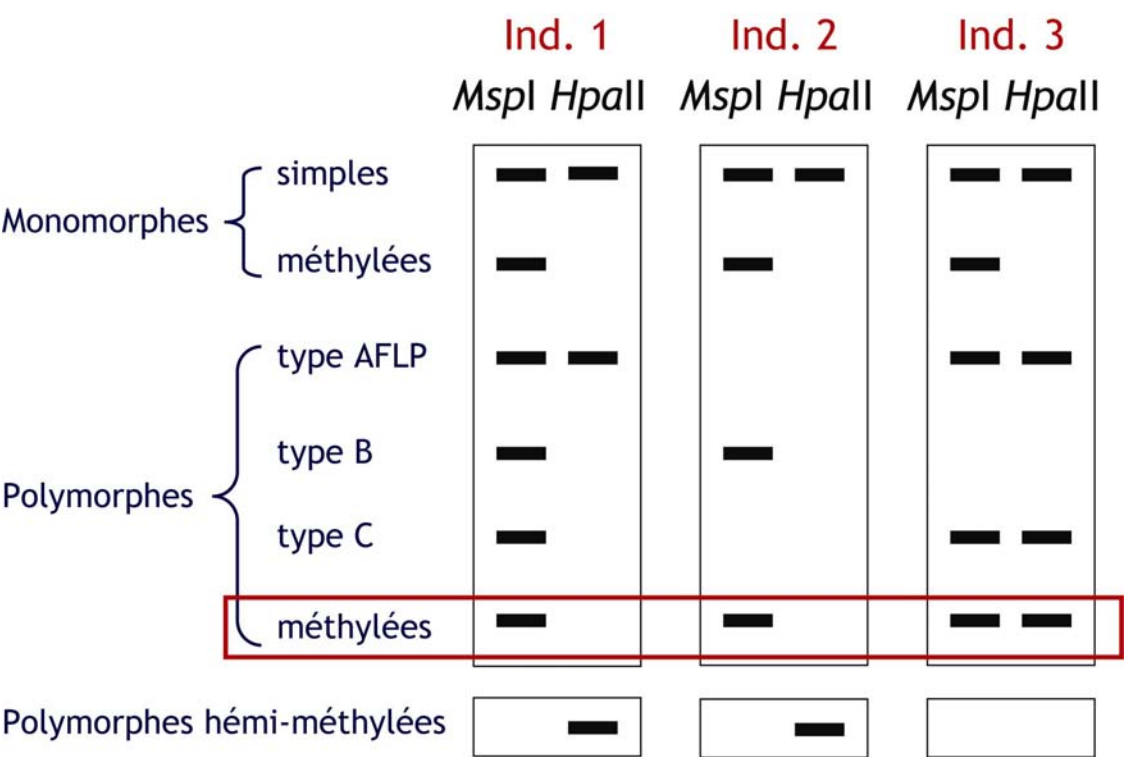 Ind. 1 Ind. 2 Ind. 3
MspI HpaII MspI HpaII MspI HpaII
simples
Monomorphes
méthylées
type AFLP
type B
Polymorphes
type C
méthylées
Polymorphes hémi-méthylées